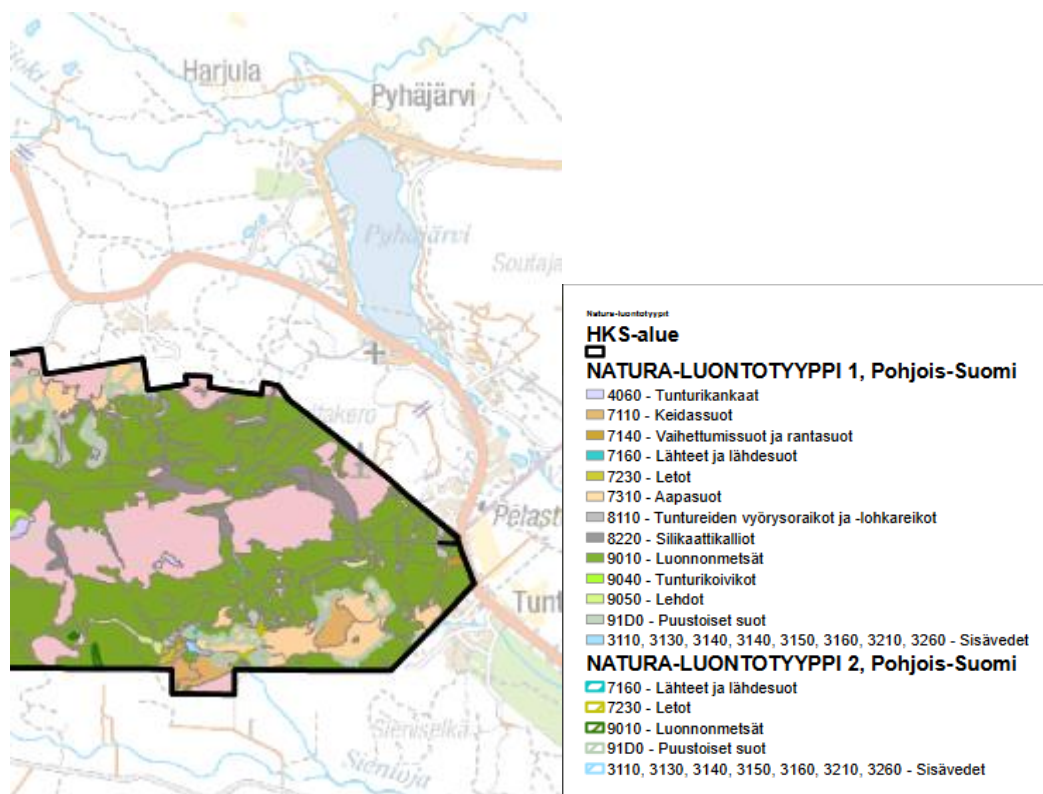 Harjula
Pyhäjärvi
Pyhäjärvi
Soutaja
Pelast
Tunt
Sieniselkä
Sienioja
Natura-luontotyypit
HKS-alue
NATURA-LUONTOTYYPPI 1, Pohjois-Suomi
4060 - Tunturikankaat
7110 - Keidassuot
7140 - Vaihettumissuot ja rantasuot
7160 - Lähteet ja lähdesuot
7230 - Letot
7310 - Aapasuot
8110 - Tuntureiden vyörysoraikot ja -lohkareikot
8220 - Silikaattikalliot
9010 - Luonnonmetsät
9040 - Tunturikoivikot
9050 - Lehdot
91D0 - Puustoiset suot
3110, 3130, 3140, 3140, 3150, 3160, 3210, 3260 - Sisävedet
NATURA-LUONTOTYYPPI 2, Pohjois-Suomi
7160 - Lähteet ja lähdesuot
7230 - Letot
9010 - Luonnonmetsät
91D0 - Puustoiset suot
3110, 3130, 3140, 3150, 3160, 3210, 3260 - Sisävedet